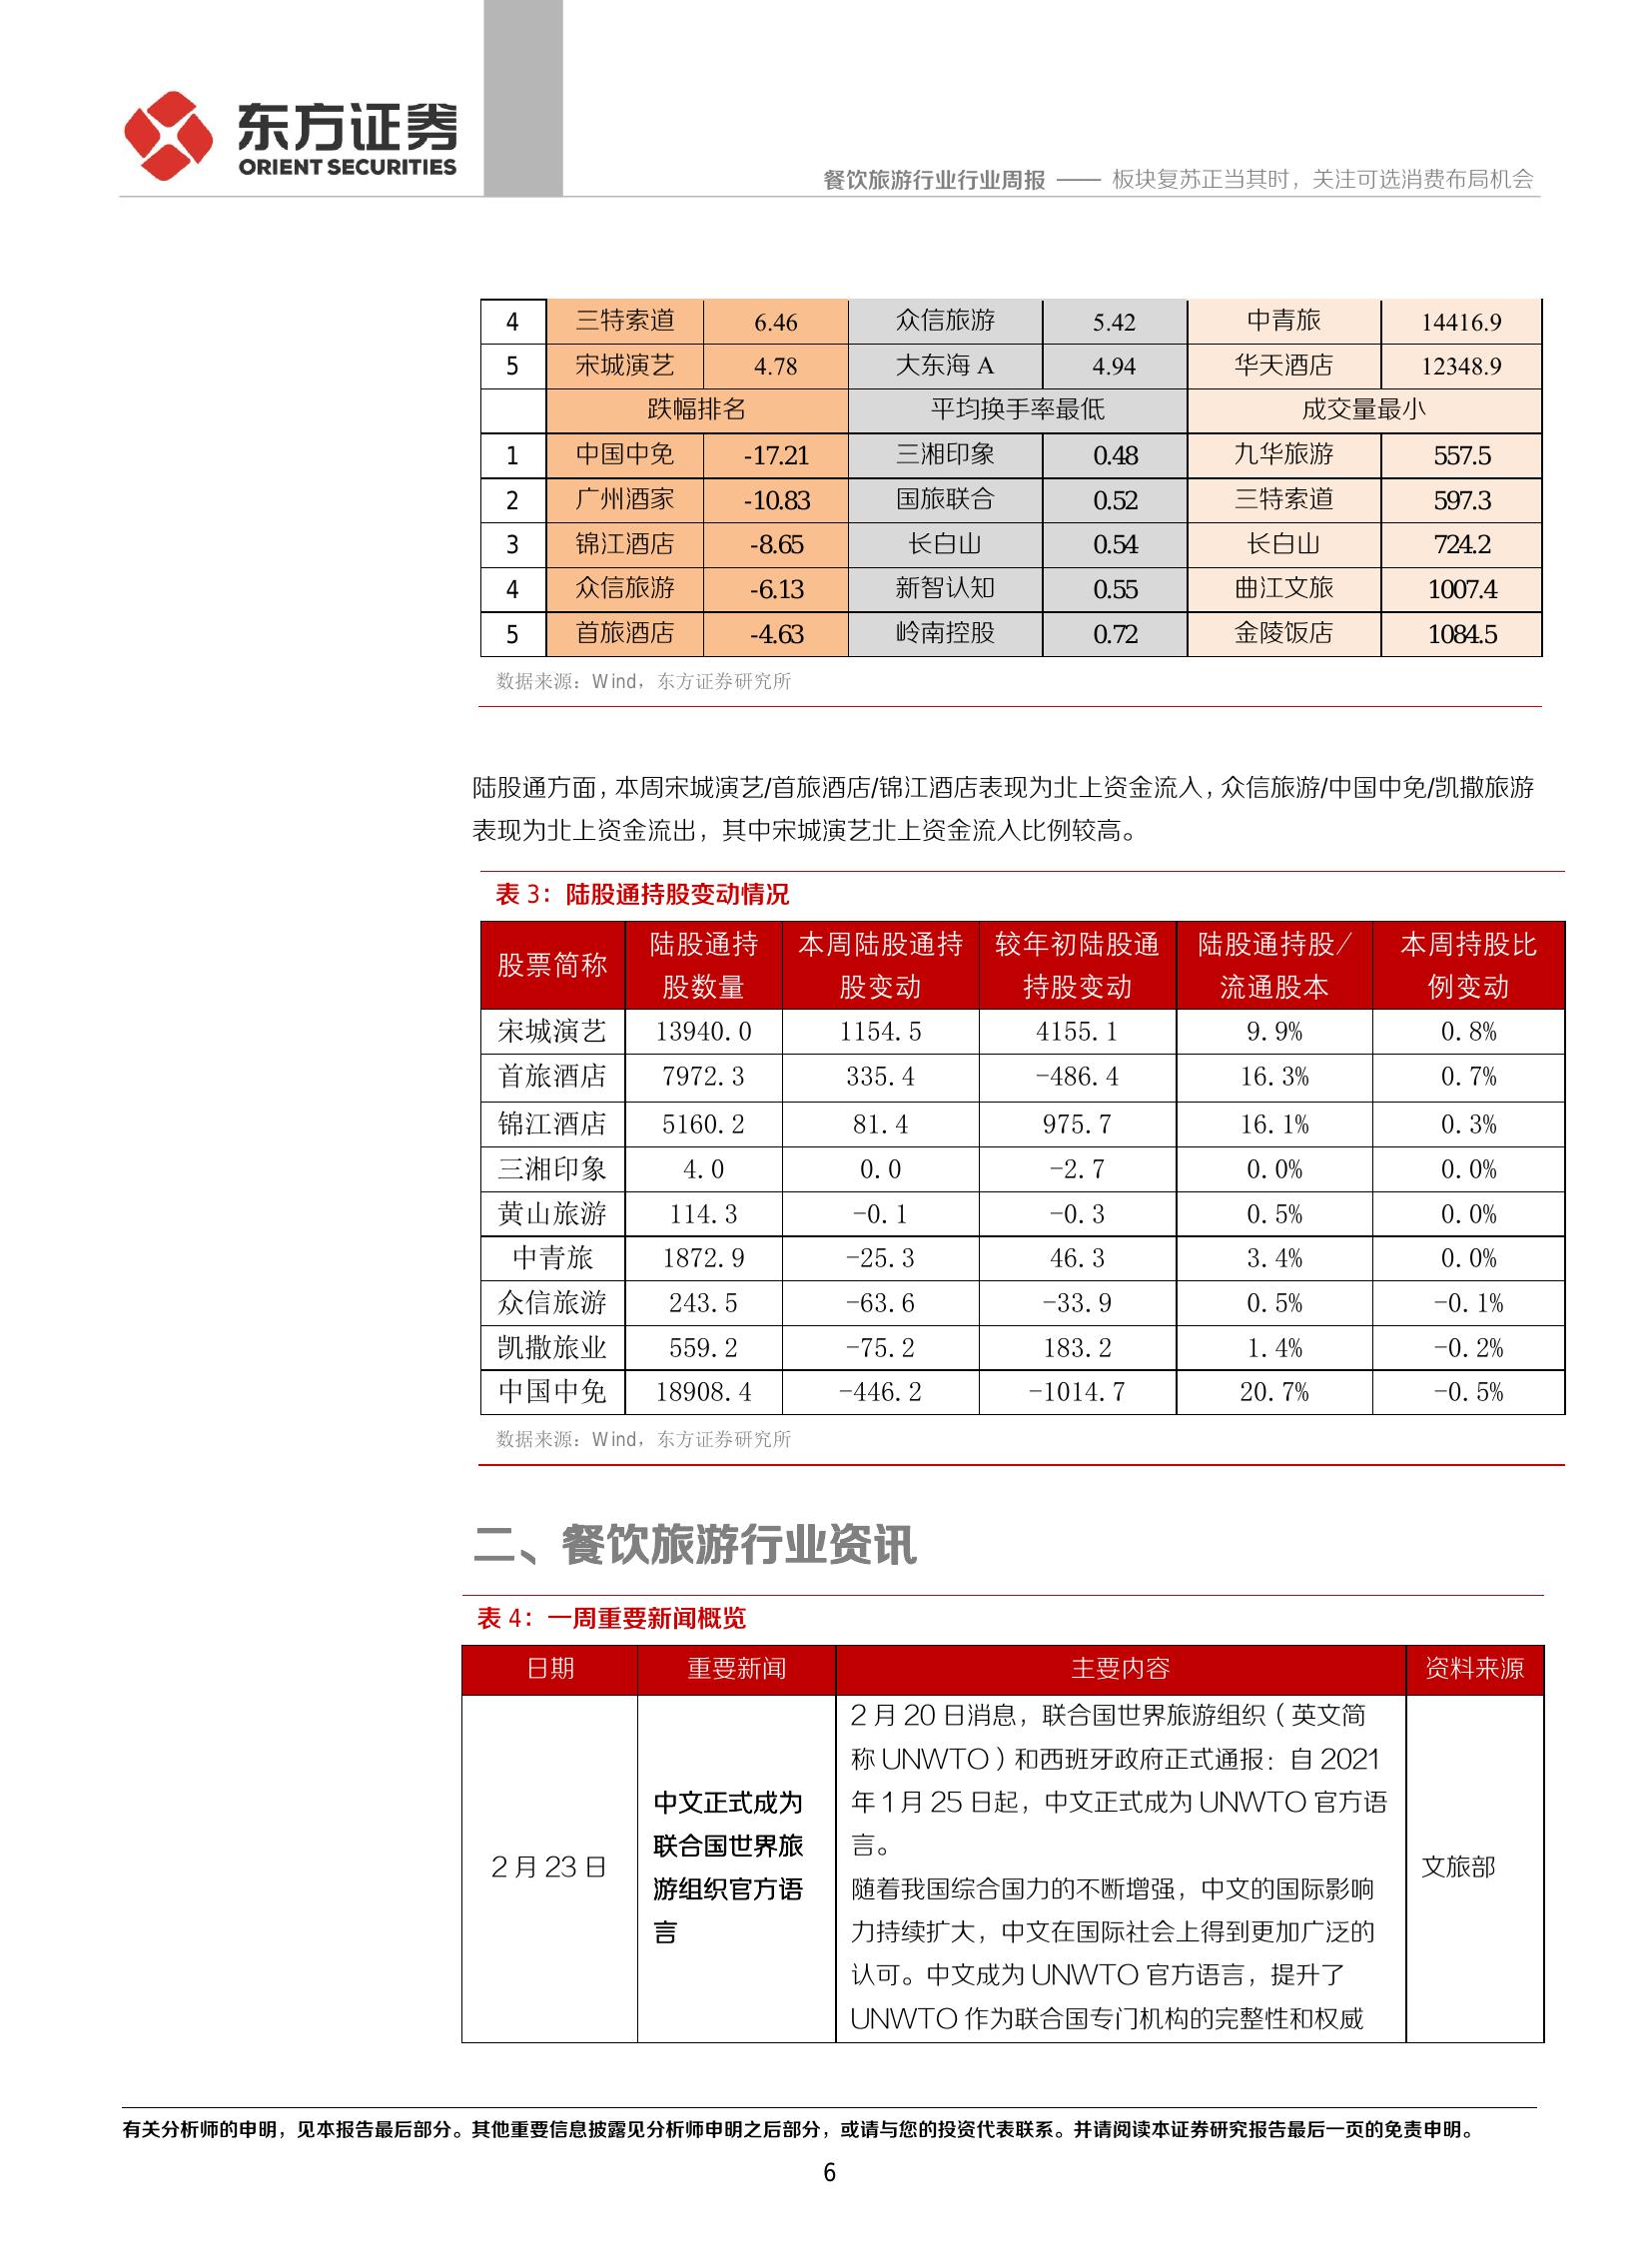 东方证券
ORIENT SECURITIES
餐饮旅游行业行业周报 —— 板块复苏正当其时，关注可选消费布局机会
4 三特索道 6.46 众信旅游 5.42 中青旅 14416.9
5 宋城演艺 4.78 大东海 A 4.94 华天酒店 12348.9
跌幅排名 平均换手率最低 成交量最小
1 中国中免 -17.21 三湘印象 0.48 九华旅游 557.5
2 广州酒家 -10.83 国旅联合 0.52 三特索道 597.3
3 锦江酒店 -8.65 长白山 0.54 长白山 724.2
4 众信旅游 -6.13 新智认知 0.55 曲江文旅 1007.4
5 首旅酒店 -4.63 岭南控股 0.72 金陵饭店 1084.5
数据来源：Wind，东方证券研究所
陆股通方面，本周宋城演艺/首旅酒店/锦江酒店表现为北上资金流入，众信旅游/中国中免/凯撒旅游
表现为北上资金流出，其中宋城演艺北上资金流入比例较高。
表 3：陆股通持股变动情况
股票简称 陆股通持股数量 本周陆股通持股变动 较年初陆股通持股变动 陆股通持股/流通股本 本周持股比例变动
宋城演艺 13940.0 1154.5 4155.1 9.9% 0.8%
首旅酒店 7972.3 335.4 -486.4 16.3% 0.7%
锦江酒店 5160.2 81.4 975.7 16.1% 0.3%
三湘印象 4.0 0.0 -2.7 0.0% 0.0%
黄山旅游 114.3 -0.1 -0.3 0.5% 0.0%
中青旅 1872.9 -25.3 46.3 3.4% 0.0%
众信旅游 243.5 -63.6 -33.9 0.5% -0.1%
凯撒旅业 559.2 -75.2 183.2 1.4% -0.2%
中国中免 18908.4 -446.2 -1014.7 20.7% -0.5%
数据来源：Wind，东方证券研究所
二、餐饮旅游行业资讯
表 4：一周重要新闻概览
日期 重要新闻 主要内容 资料来源
2 月 23 日
中文正式成为
联合国世界旅
游组织官方语
言
2 月 20 日消息，联合国世界旅游组织（英文简
称 UNWTO）和西班牙政府正式通报：自 2021
年 1 月 25 日起，中文正式成为 UNWTO 官方语
言。
随着我国综合国力的不断增强，中文的国际影响
力持续扩大，中文在国际社会上得到更加广泛的
认可。中文成为 UNWTO 官方语言，提升了
UNWTO 作为联合国专门机构的完整性和权威
文旅部
有关分析师的申明，见本报告最后部分。其他重要信息披露见分析师申明之后部分，或请与您的投资代表联系。并请阅读本证券研究报告最后一页的免责申明。
6